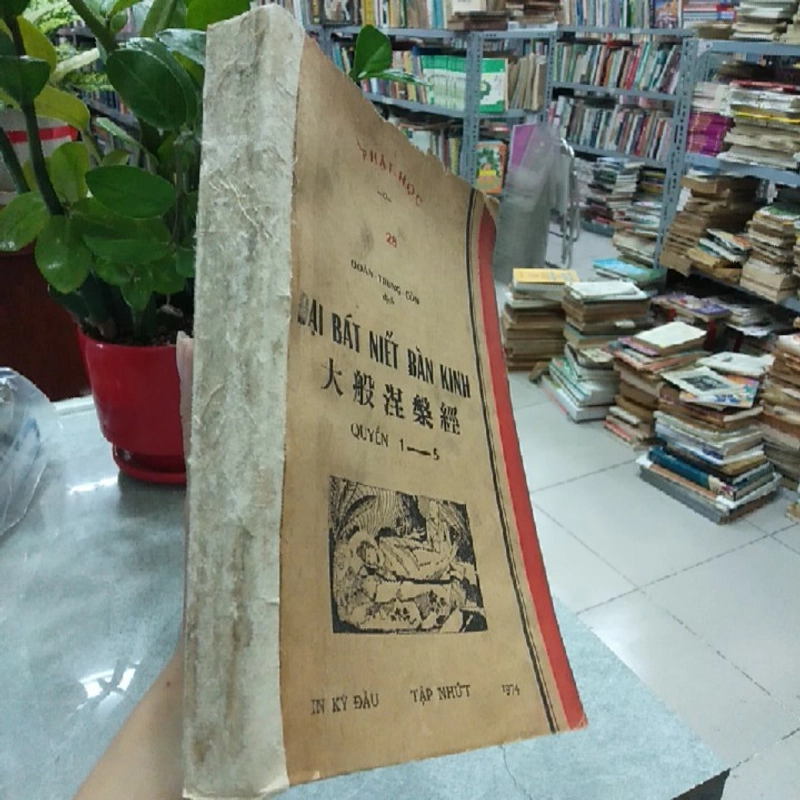 PHẬT-HỌC
28
ĐOÀN-TRUNG-CÒN
dịch
ĐẠI BÁT NIẾT BÀN KINH
大般涅槃經
QUYỂN 1—5
IN KỲ ĐẦU TẬP NHỨT 1974